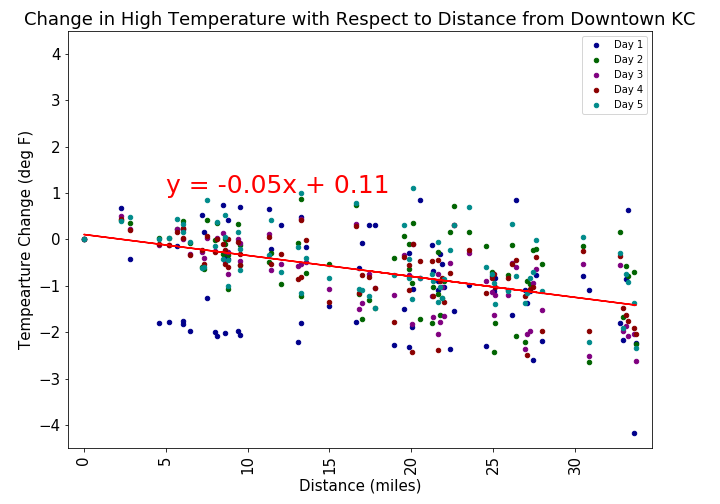 Change in High Temperature with Respect to Distance from Downtown KC
Tempearture Change (deg F)
4
3
2
1
0
−1
−2
−3
−4
y = -0.05x + 0.11
Day 1
Day 2
Day 3
Day 4
Day 5
0
5
10
15
20
25
30
Distance (miles)